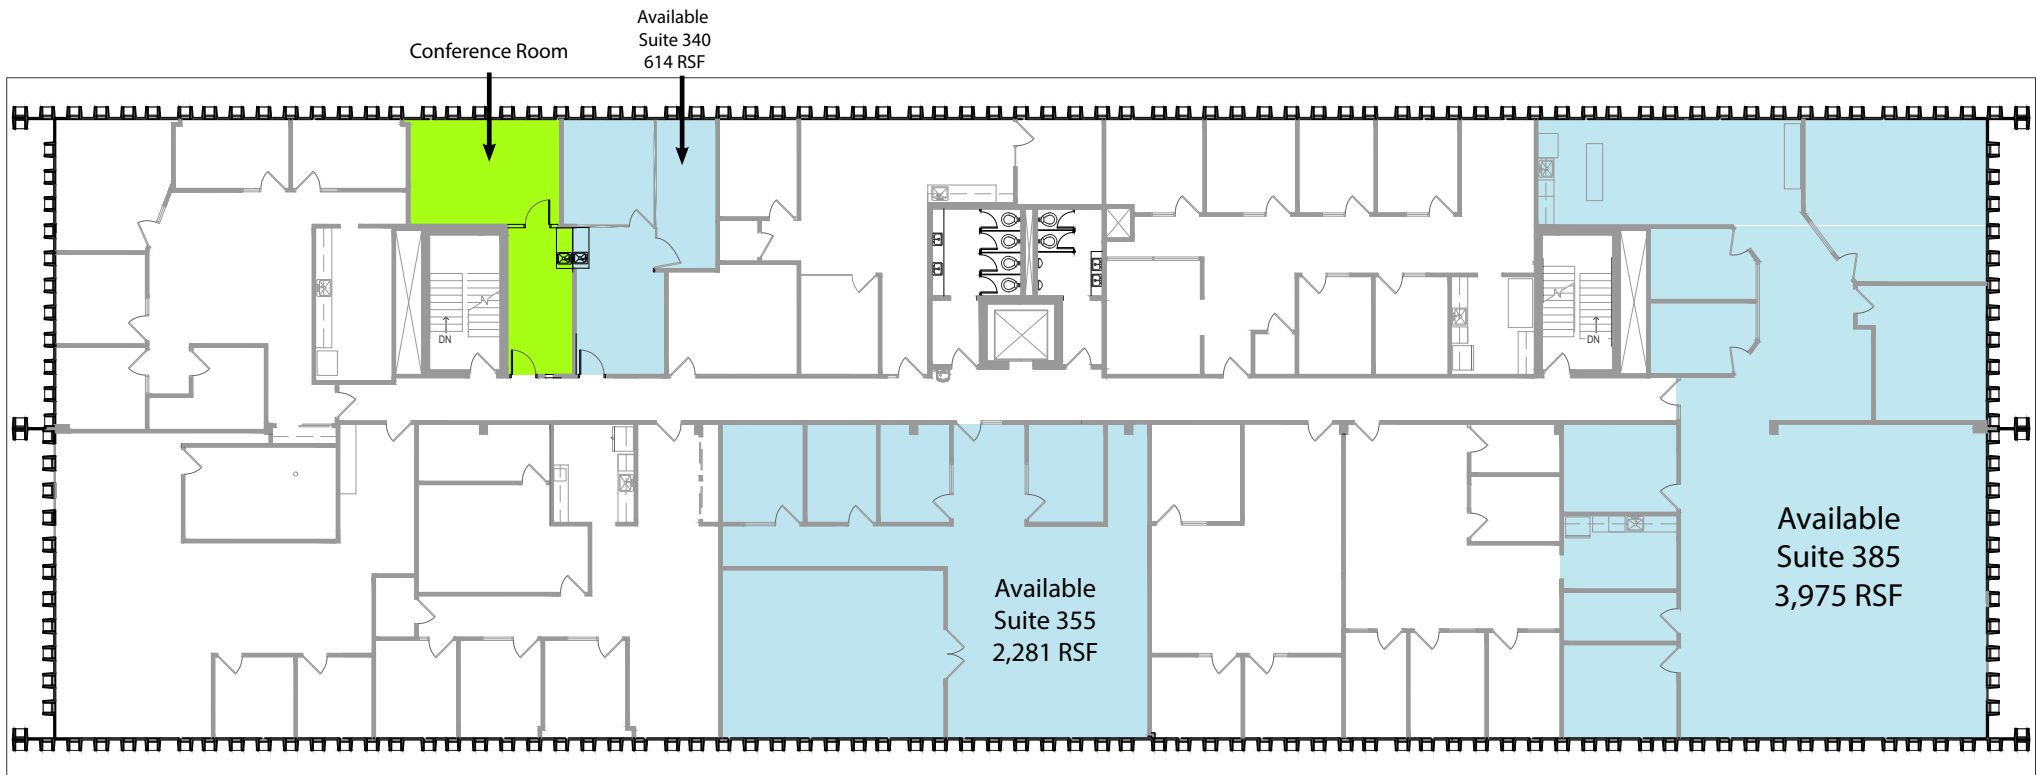 Available
Suite 340
614 RSF
Conference Room
DN
DN
Available
Suite 385
3,975 RSF
Available
Suite 355
2,281 RSF